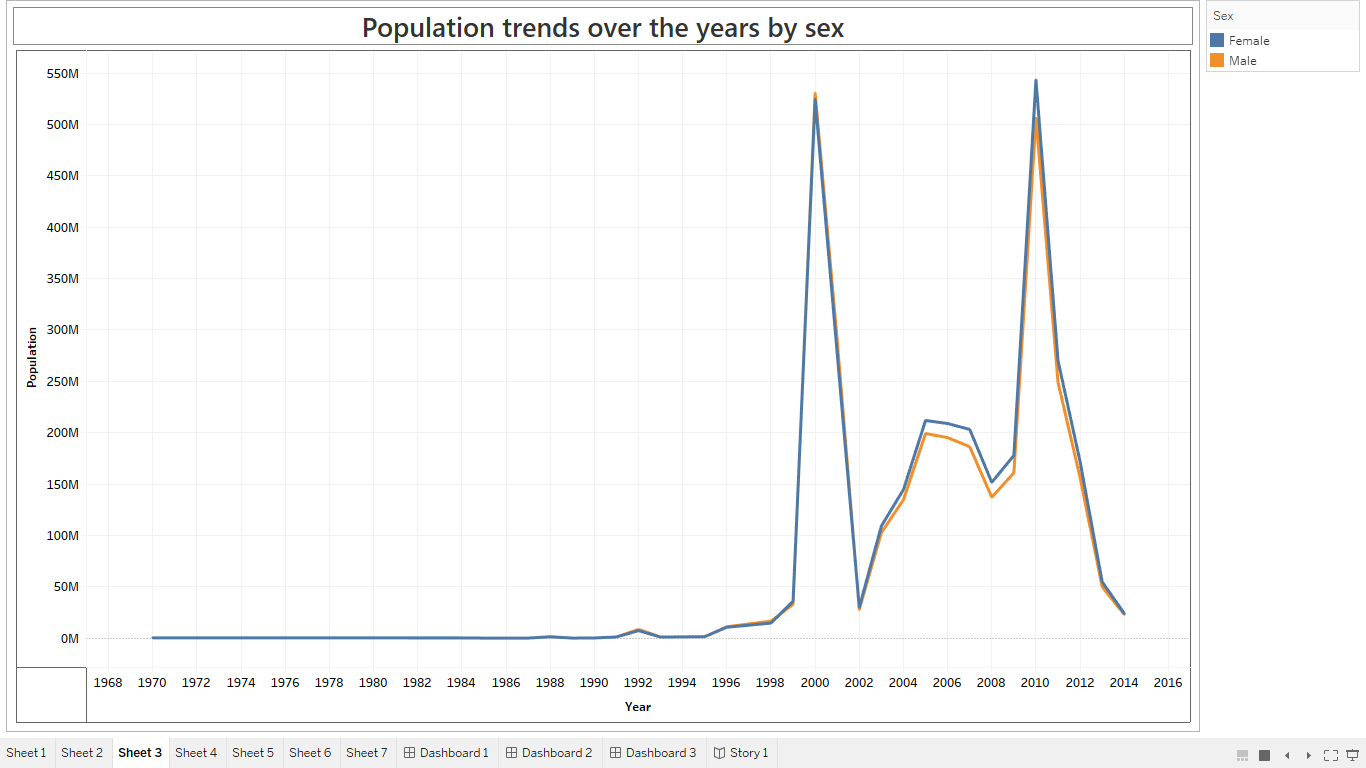 Population trends over the years by sex
Sex
Female
Male
550M
500M
450M
400M
350M
300M
250M
200M
150M
100M
50M
0M
Population
1968 1970 1972 1974 1976 1978 1980 1982 1984 1986 1988 1990 1992 1994 1996 1998 2000 2002 2004 2006 2008 2010 2012 2014 2016
Year
Sheet 1 Sheet 2 Sheet 3 Sheet 4 Sheet 5 Sheet 6 Sheet 7 Dashboard 1 Dashboard 2 Dashboard 3 Story 1